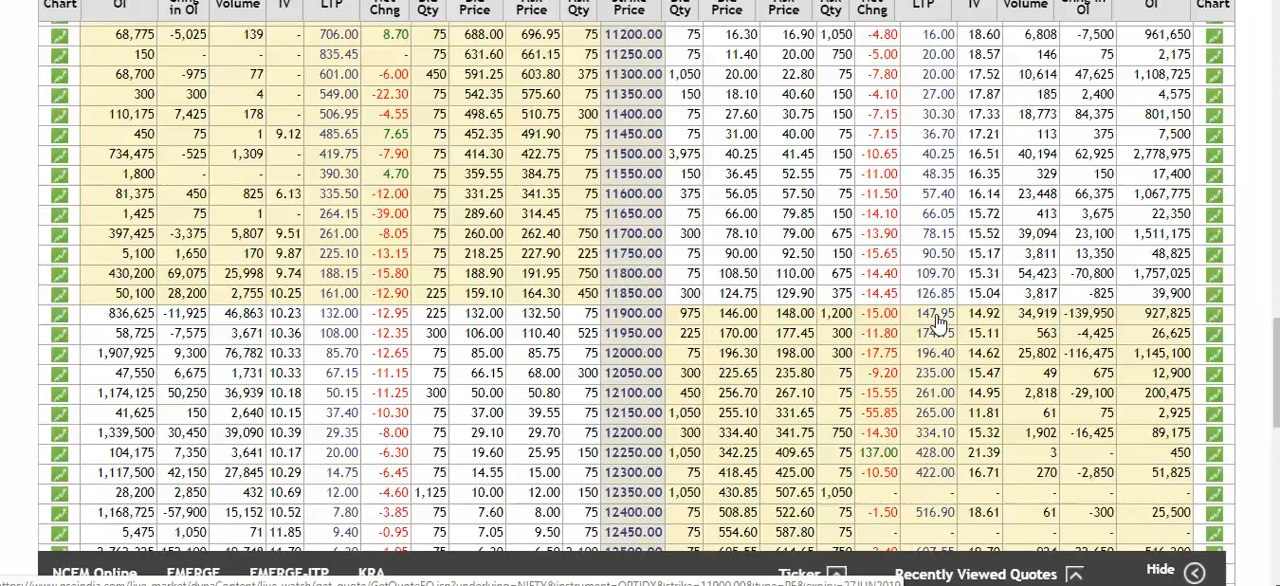 Chart OI Chng in OI Volume IV LTP Net Chng Bid Qty Bid Price Ask Price Ask Qty Strike Price Bid Qty Bid Price Ask Price Ask Qty Net Chng LTP IV Volume Chng in OI OI Chart
68,775 -5,025 139 - 706.00 8.70 75 688.00 696.95 75 11200.00 75 16.30 16.90 1,050 -4.80 16.00 18.60 6,808 -7,500 961,650
150 - - - 835.45 - 75 631.60 661.15 75 11250.00 75 11.40 20.00 750 -5.00 20.00 18.57 146 75 2,175
68,700 -975 77 - 601.00 -6.00 450 591.25 603.80 375 11300.00 1,050 20.00 22.80 75 -7.80 20.00 17.52 10,614 47,625 1,108,725
300 300 4 - 549.00 -22.30 75 542.35 575.60 75 11350.00 150 18.10 40.60 150 -4.10 27.00 17.87 185 2,400 4,575
110,175 7,425 178 - 506.95 -4.55 75 498.65 510.75 300 11400.00 75 27.60 30.75 150 -7.15 30.30 17.33 18,773 84,375 801,150
450 75 1 9.12 485.65 7.65 75 452.35 491.90 75 11450.00 75 31.00 40.00 75 -7.15 36.70 17.21 113 375 7,500
734,475 -525 1,309 - 419.75 -7.90 75 414.30 422.75 75 11500.00 3,975 40.25 41.45 150 -10.65 40.25 16.51 40,194 62,925 2,778,975
1,800 - - - 390.30 4.70 75 359.55 384.75 75 11550.00 150 36.45 52.55 75 -11.00 48.35 16.35 329 150 17,400
81,375 450 825 6.13 335.50 -12.00 75 331.25 341.35 75 11600.00 375 56.05 57.50 75 -11.50 57.40 16.14 23,448 66,375 1,067,775
1,425 75 1 - 264.15 -39.00 75 289.60 314.45 75 11650.00 75 66.00 79.85 150 -14.10 66.05 15.72 413 3,675 22,350
397,425 -3,375 5,807 9.51 261.00 -8.05 75 260.00 262.40 750 11700.00 300 78.10 79.00 675 -13.90 78.15 15.52 39,094 23,100 1,511,175
5,100 1,650 170 9.87 225.10 -13.15 75 218.25 227.90 225 11750.00 75 90.00 92.50 150 -15.65 90.50 15.17 3,811 13,350 48,825
430,200 69,075 25,998 9.74 188.15 -15.80 75 188.90 191.95 750 11800.00 75 108.50 110.00 675 -14.40 109.70 15.31 54,423 -70,800 1,757,025
50,100 28,200 2,755 10.25 161.00 -12.90 225 159.10 164.30 450 11850.00 300 124.75 129.90 375 -14.45 126.85 15.04 3,817 -825 39,900
836,625 -11,925 46,863 10.23 132.00 -12.95 225 132.00 132.50 75 11900.00 975 146.00 148.00 1,200 -15.00 147.95 14.92 34,919 -139,950 927,825
58,725 -7,575 3,671 10.36 108.00 -12.35 300 106.00 110.40 525 11950.00 225 170.00 177.45 300 -11.80 15.11 563 -4,425 26,625
1,907,925 9,300 76,782 10.33 85.70 -12.65 75 85.00 85.75 75 12000.00 75 196.30 198.00 300 -17.75 196.40 14.62 25,802 -116,475 1,145,100
47,550 6,675 1,731 10.33 67.15 -11.15 75 66.15 68.00 300 12050.00 300 225.65 235.80 75 -9.20 235.00 15.47 49 675 12,900
1,174,125 50,250 36,939 10.18 50.15 -11.25 300 50.00 50.80 75 12100.00 450 256.70 267.10 75 -15.55 261.00 14.95 2,818 -29,100 200,475
41,625 150 2,640 10.15 37.40 -10.30 75 37.00 39.55 75 12150.00 1,050 255.10 331.65 75 -55.85 265.00 11.81 61 75 2,925
1,339,500 30,450 39,090 10.39 29.35 -8.00 75 29.10 29.70 75 12200.00 300 334.40 341.75 750 -14.30 334.10 15.32 1,902 -16,425 89,175
104,175 7,350 3,641 10.17 20.00 -6.30 75 19.60 25.95 150 12250.00 1,050 342.25 409.65 75 137.00 428.00 21.39 3 - 450
1,117,500 42,150 27,845 10.29 14.75 -6.45 75 14.55 15.00 75 12300.00 75 418.45 425.00 75 -10.50 422.00 16.71 270 -2,850 51,825
28,200 2,850 432 10.69 12.00 -4.60 1,125 10.00 12.00 150 12350.00 1,050 430.85 507.65 1,050 - - - - - -
1,168,725 -57,900 15,152 10.52 7.80 -3.85 75 7.60 8.00 75 12400.00 75 508.85 522.60 75 -1.50 516.90 18.61 61 -300 25,500
5,475 1,050 71 11.85 9.40 -0.95 75 7.05 9.50 75 12450.00 75 554.60 587.80 75 - - - - - -
NCFM Online EMERGE EMERGE-ITP KRA Ticker Recently Viewed Quotes Hide